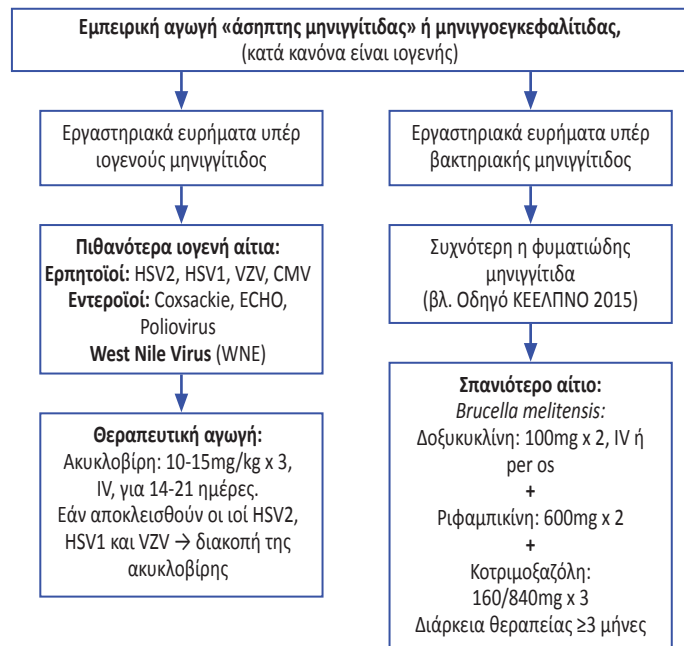 Εμπειρική αγωγή «άσηπτης μηνιγγίτιδας» ή μηνιγγοεγκεφαλίτιδας,
(κατά κανόνα είναι ιογενής)
Εργαστηριακά ευρήματα υπέρ
ιογενούς μηνιγγίτιδος
Πιθανότερα ιογενή αίτια:
Ερπητοϊοί: HSV2, HSV1, VZV, CMV
Εντεροϊοί: Coxsackie, ECHO,
Poliovirus
West Nile Virus (WNE)
Θεραπευτική αγωγή:
Ακυκλοβίρη: 10-15mg/kg x 3,
IV, για 14-21 ημέρες.
Εάν αποκλεισθούν οι ιοί HSV2,
HSV1 και VZV → διακοπή της
ακυκλοβίρης
Εργαστηριακά ευρήματα υπέρ
βακτηριακής μηνιγγίτιδος
Συχνότερη η φυματιώδης
μηνιγγίτιδα
(βλ. Οδηγό ΚΕΕΛΠΝΟ 2015)
Σπανιότερο αίτιο:
Brucella melitensis:
Δοξυκυκλίνη: 100mg x 2, IV ή
per os
+
Ριφαμπικίνη: 600mg x 2
+
Κοτριμοξαζόλη:
160/840mg x 3
Διάρκεια θεραπείας ≥3 μήνες